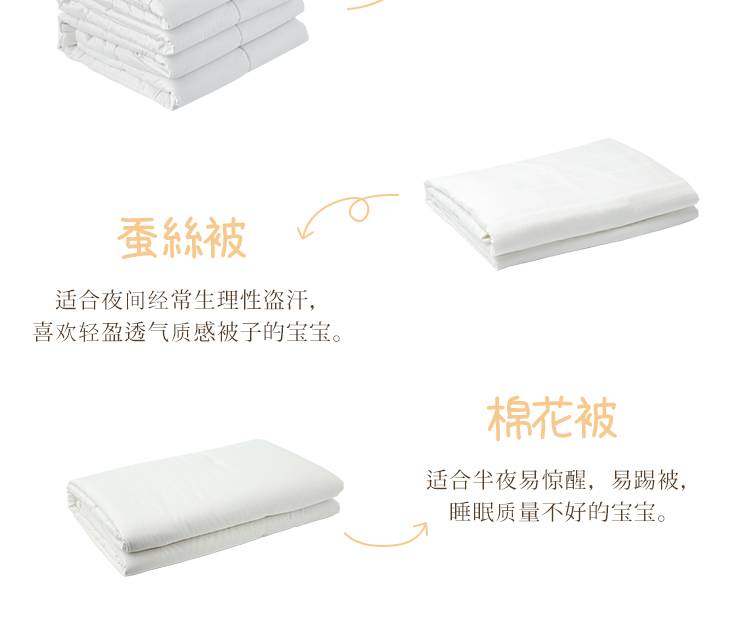 蚕絲被
适合夜间经常生理性盗汗，
喜欢轻盈透气质感被子的宝宝。
棉花被
适合半夜易惊醒，易踢被，
睡眠质量不好的宝宝。